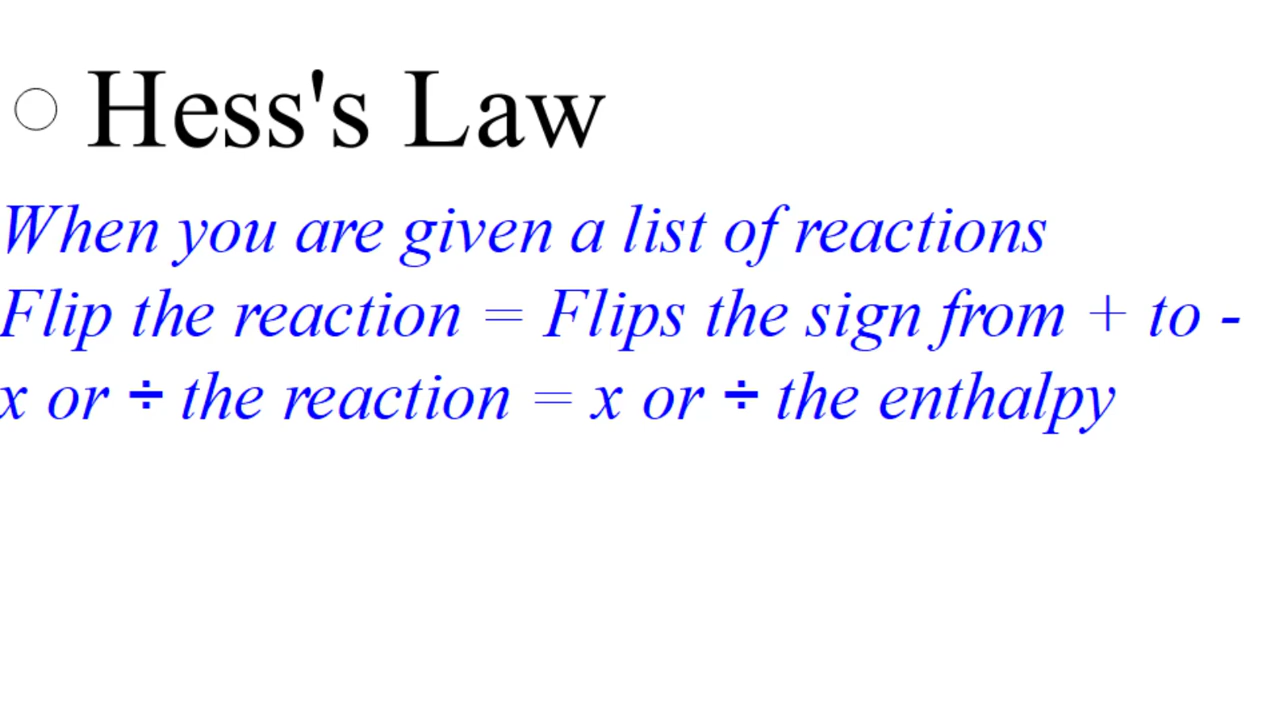 Hess's Law
When you are given a list of reactions
Flip the reaction = Flips the sign from + to -
x or ÷ the reaction = x or ÷ the enthalpy